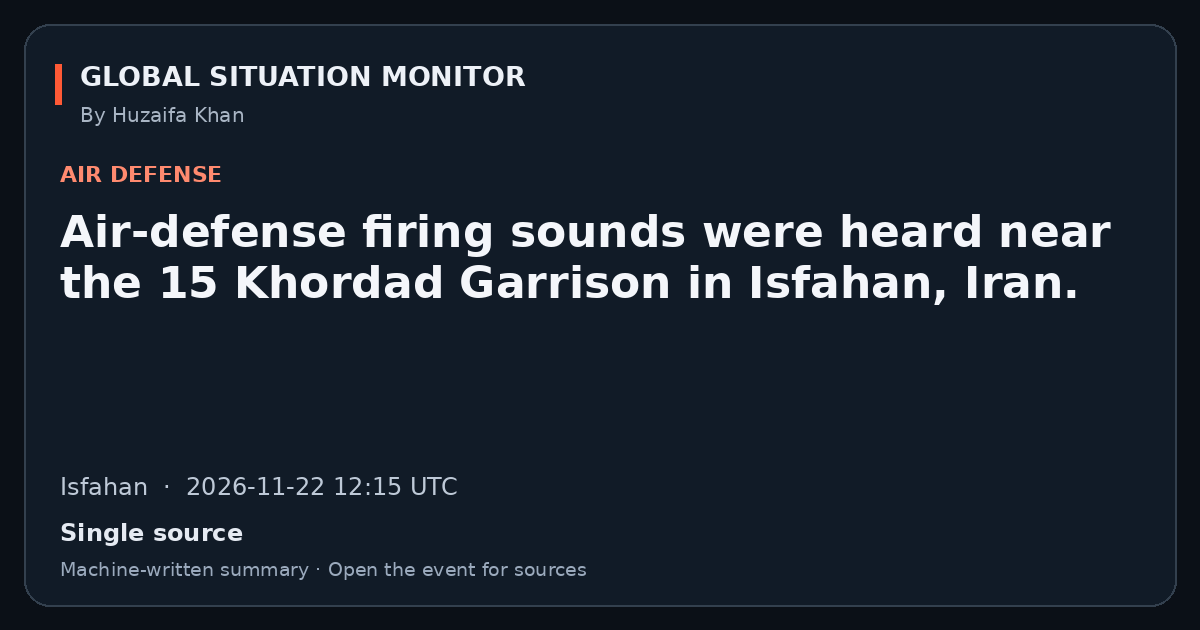 GLOBAL SITUATION MONITOR
By Huzaifa Khan
AIR DEFENSE
Air-defense firing sounds were heard near
the 15 Khordad Garrison in Isfahan, Iran.
Isfahan · 2026-11-22 12:15 UTC
Single source
Machine-written summary · Open the event for sources